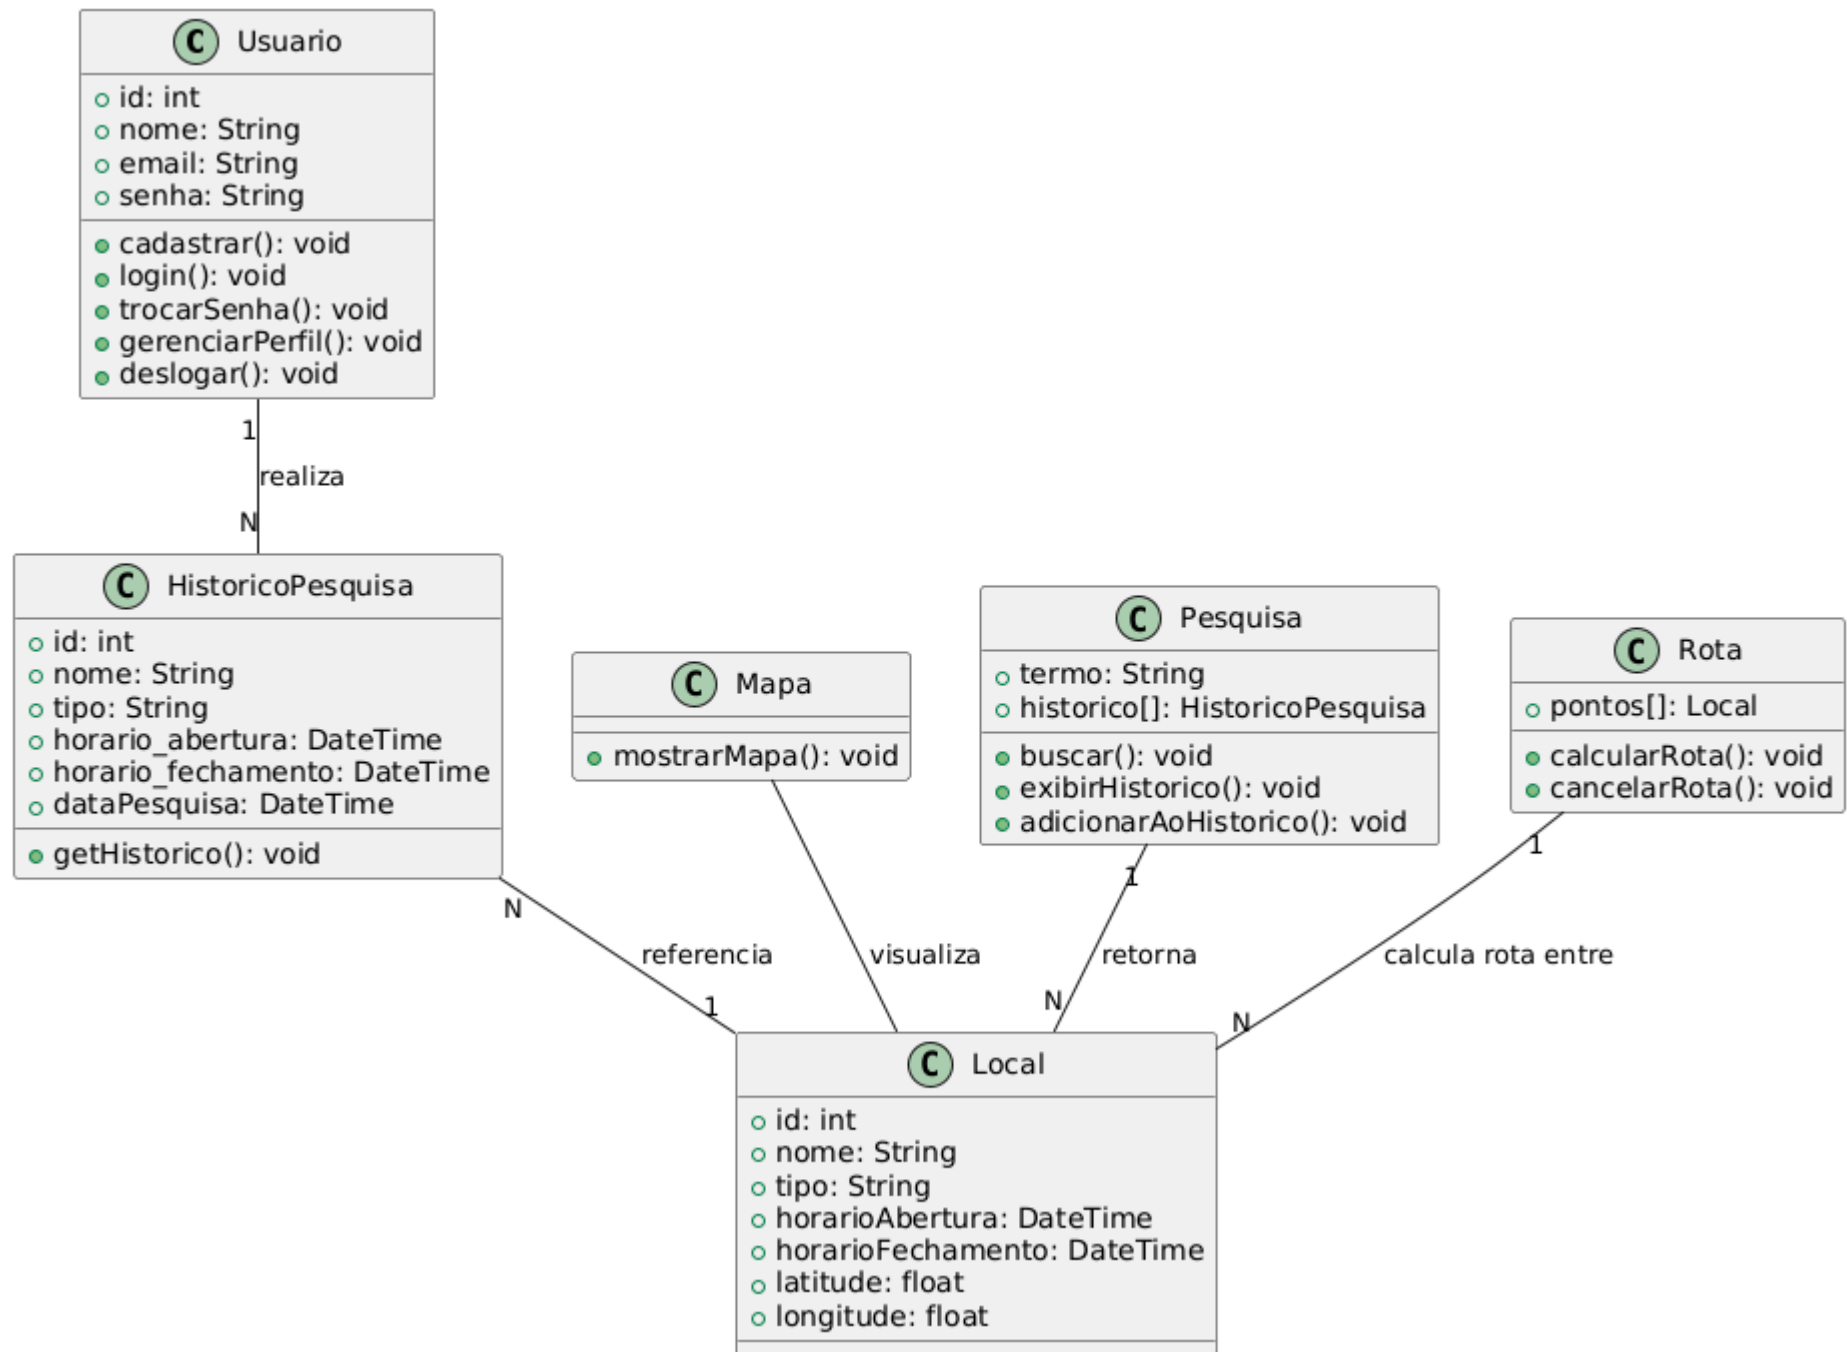 C Usuario
id: int
nome: String
email: String
senha: String
cadastrar(): void
login(): void
trocarSenha(): void
gerenciarPerfil(): void
deslogar(): void
1
realiza
N
C HistoricoPesquisa
id: int
nome: String
tipo: String
horario_abertura: DateTime
horario_fechamento: DateTime
dataPesquisa: DateTime
getHistorico(): void
C Mapa
mostrarMapa(): void
C Pesquisa
termo: String
historico[]: HistoricoPesquisa
buscar(): void
exibirHistorico(): void
adicionarAoHistorico(): void
C Rota
pontos[]: Local
calcularRota(): void
cancelarRota(): void
N
referencia
1
visualiza
1
retorna
N
1
calcula rota entre
N
C Local
id: int
nome: String
tipo: String
horarioAbertura: DateTime
horarioFechamento: DateTime
latitude: float
longitude: float